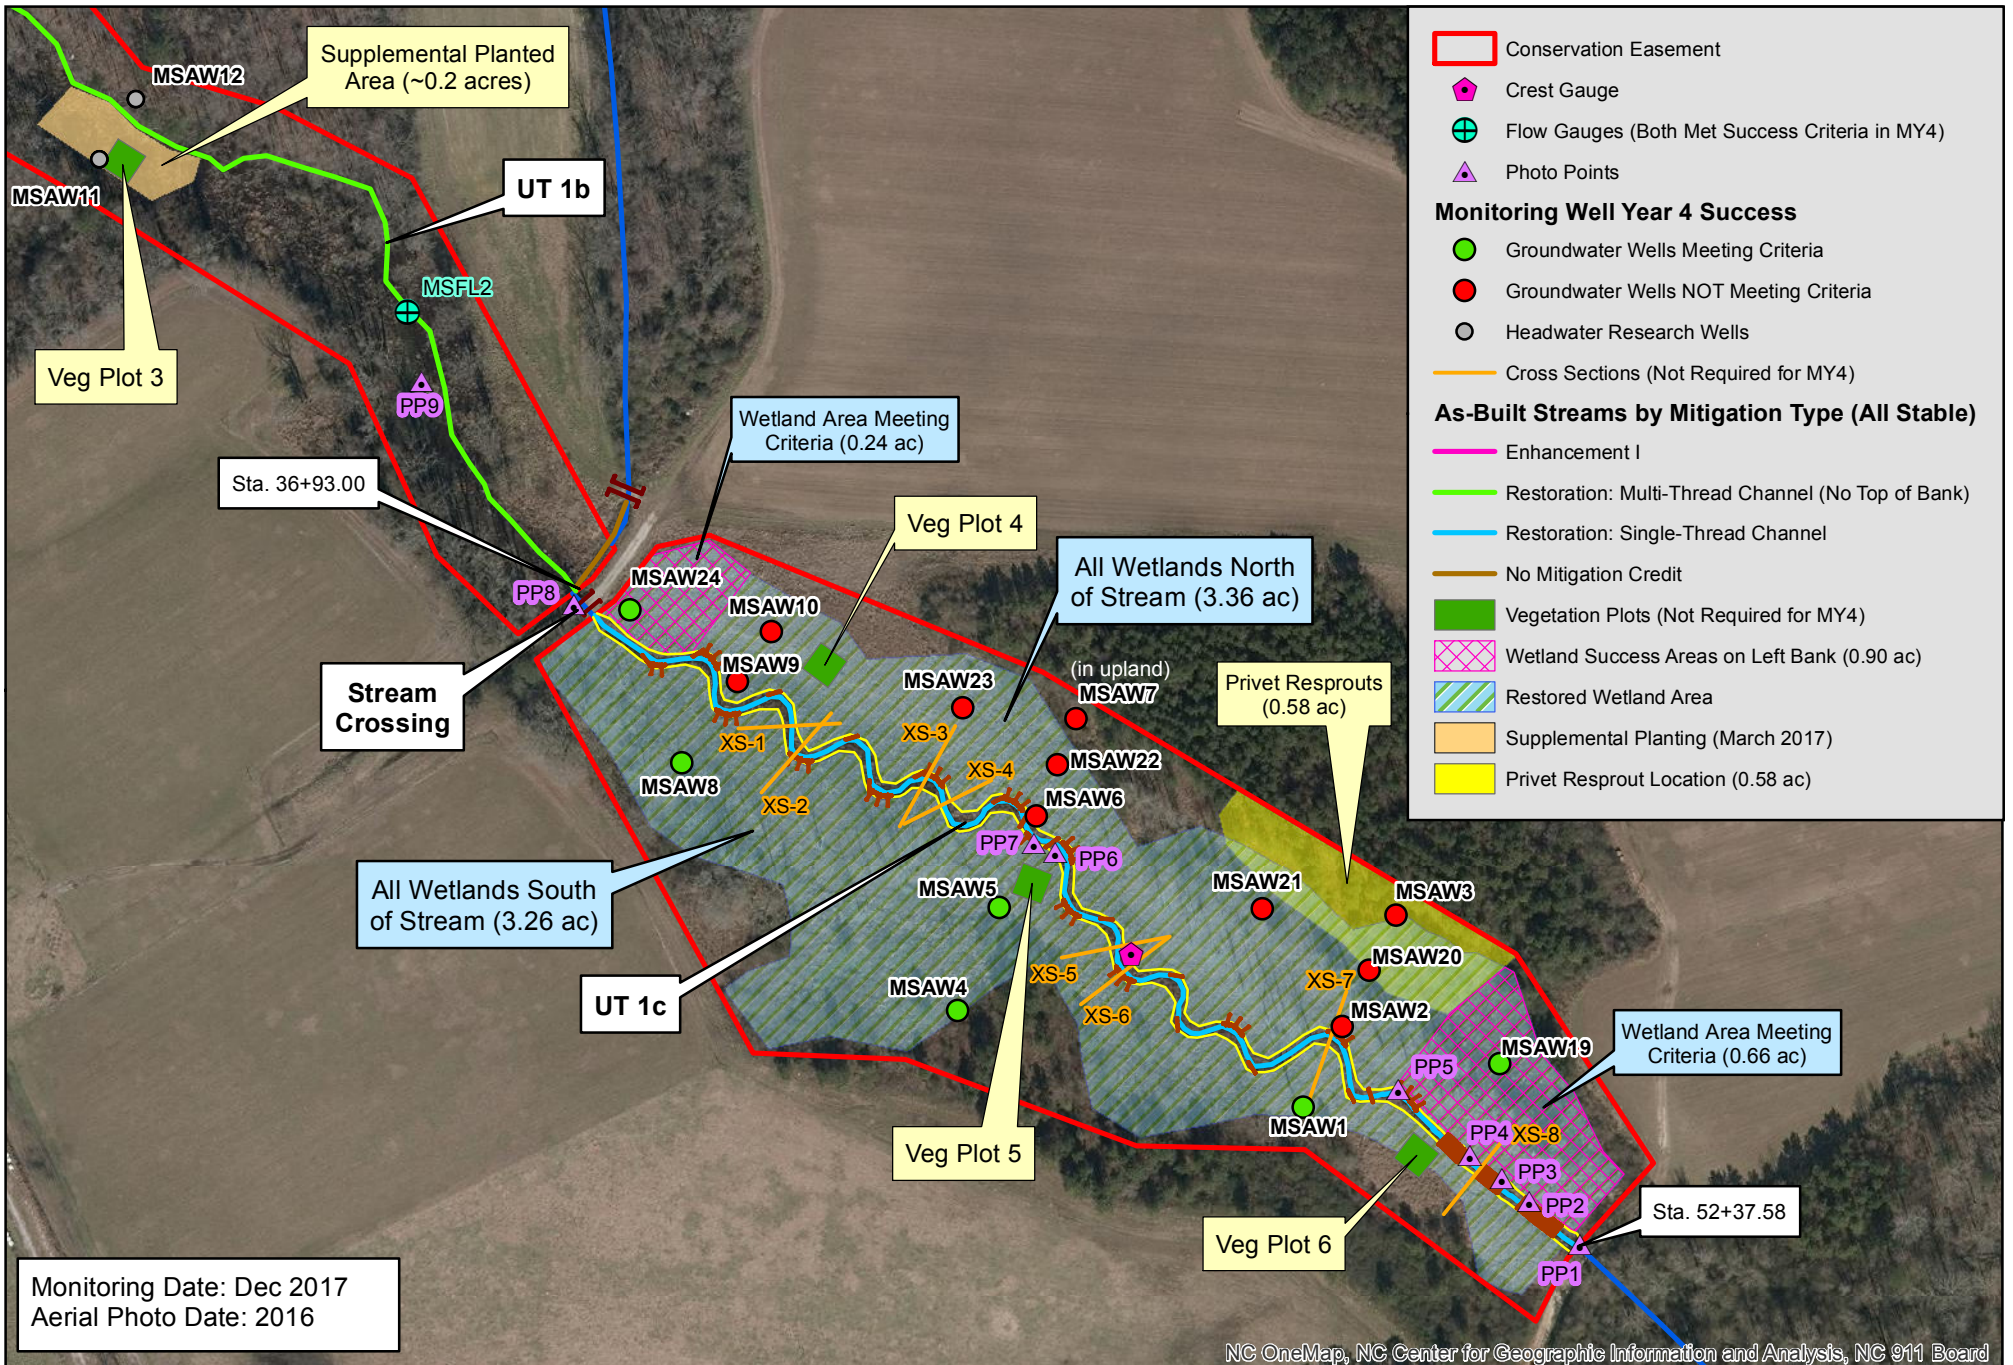 Supplemental Planted
Area (~0.2 acres)
MSAW12
MSAW11
UT 1b
MSFL2
Veg Plot 3
PP9
Sta. 36+93.00
Wetland Area Meeting
Criteria (0.24 ac)
Veg Plot 4
All Wetlands North
of Stream (3.36 ac)
PP8
MSAW24
MSAW10
MSAW9
Stream
Crossing
MSAW23
(in upland)
MSAW7
Privet Resprouts
(0.58 ac)
XS-1
XS-3
MSAW8
XS-2
XS-4
MSAW22
MSAW6
PP7
PP6
All Wetlands South
of Stream (3.26 ac)
MSAW5
MSAW21
MSAW3
UT 1c
MSAW4
XS-5
XS-6
XS-7
MSAW20
MSAW2
Wetland Area Meeting
Criteria (0.66 ac)
MSAW19
PP5
MSAW1
Veg Plot 5
PP4
XS-8
PP3
PP2
Sta. 52+37.58
Veg Plot 6
PP1
Conservation Easement
Crest Gauge
Flow Gauges (Both Met Success Criteria in MY4)
Photo Points
Monitoring Well Year 4 Success
Groundwater Wells Meeting Criteria
Groundwater Wells NOT Meeting Criteria
Headwater Research Wells
Cross Sections (Not Required for MY4)
As-Built Streams by Mitigation Type (All Stable)
Enhancement I
Restoration: Multi-Thread Channel (No Top of Bank)
Restoration: Single-Thread Channel
No Mitigation Credit
Vegetation Plots (Not Required for MY4)
Wetland Success Areas on Left Bank (0.90 ac)
Restored Wetland Area
Supplemental Planting (March 2017)
Privet Resprout Location (0.58 ac)
Monitoring Date: Dec 2017
Aerial Photo Date: 2016
NC OneMap, NC Center for Geographic Information and Analysis, NC 911 Board